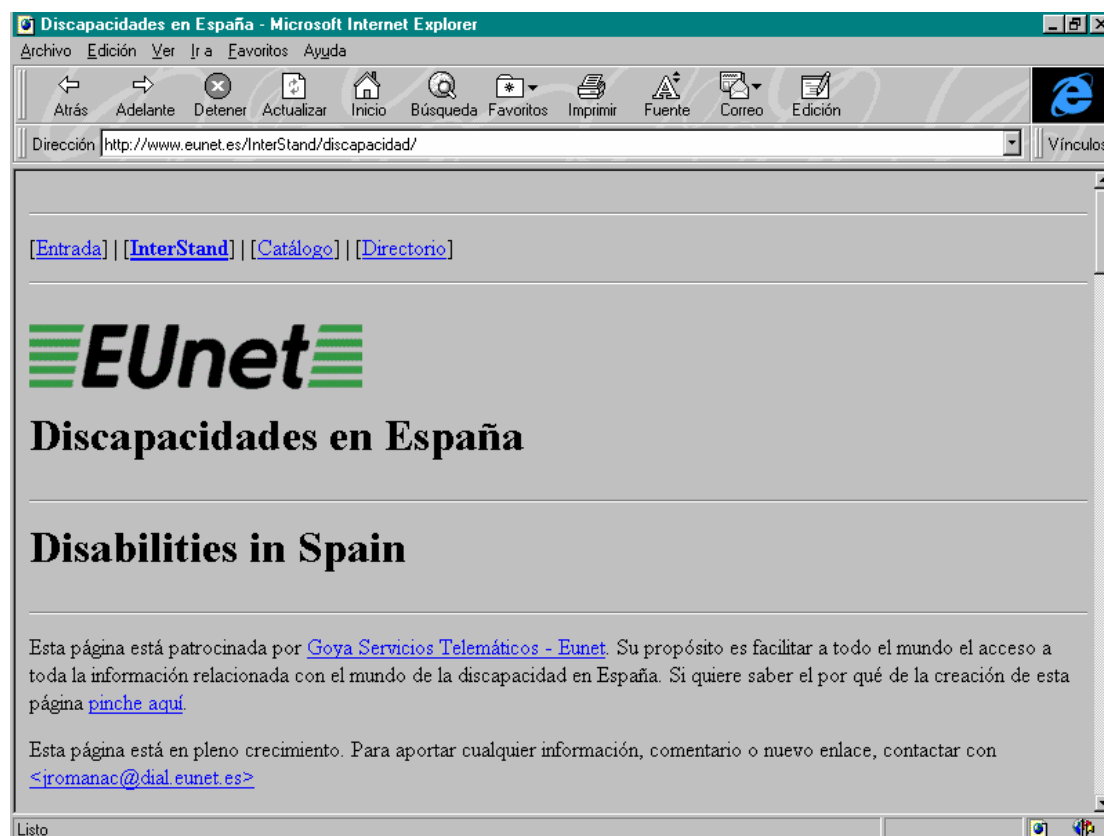 Discapacidades en España - Microsoft Internet Explorer
Archivo Edición Ver Ir a Favoritos Ayuda
Atrás Adelante Detener Actualizar Inicio Búsqueda Favoritos Imprimir Fuente Correo Edición
Dirección http://www.eunet.es/InterStand/discapacidad/ Vínculos
[Entrada] | [InterStand] | [Catálogo] | [Directorio]
EUnet
Discapacidades en España
Disabilities in Spain
Esta página está patrocinada por Goya Servicios Telemáticos - Eunet. Su propósito es facilitar a todo el mundo el acceso a
toda la información relacionada con el mundo de la discapacidad en España. Si quiere saber el por qué de la creación de esta
página pinche aquí.
Esta página está en pleno crecimiento. Para aportar cualquier información, comentario o nuevo enlace, contactar con
<jromanac@dial.eunet.es>
Listo